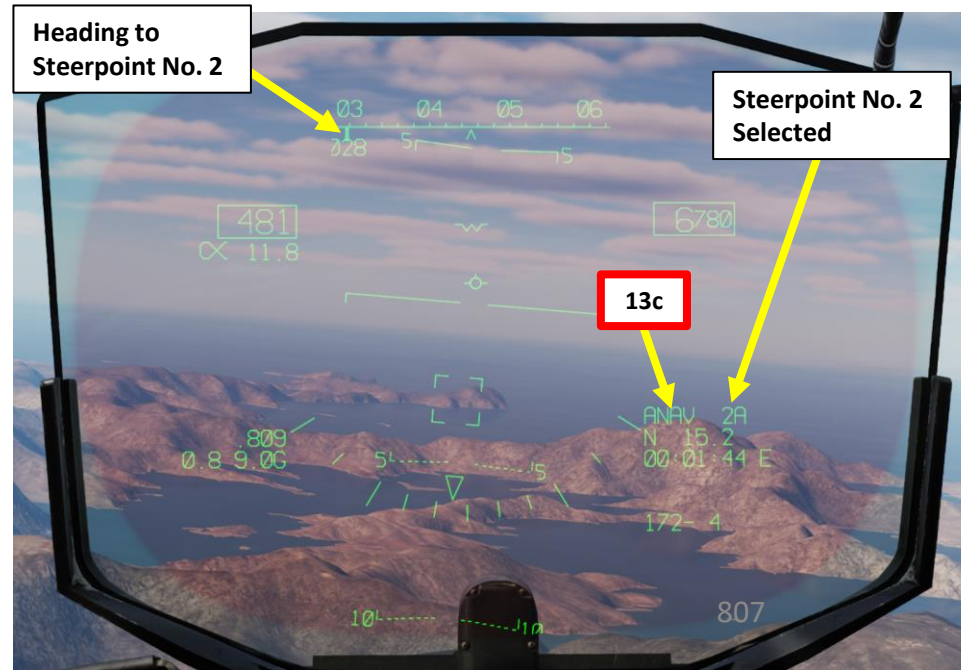 Heading to
Steerpoint No. 2
Steerpoint No. 2
Selected
03 04 05 06
028
5 5
481
α 11.8
6780
13c
ANAV 2A
.809
N 15.2
0.8 9.0G
00:01:44 E
5 5
172- 4
10 10
807